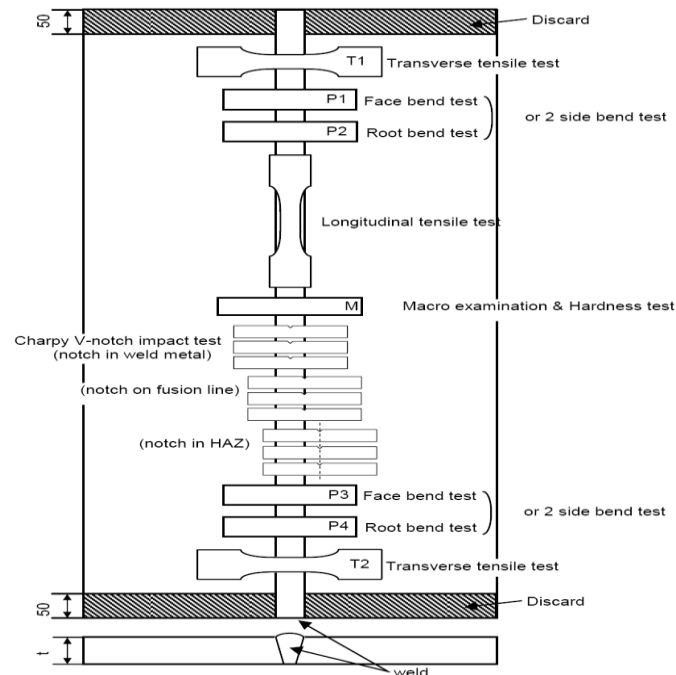 50
Discard
T1
Transverse tensile test
P1
Face bend test
or 2 side bend test
P2
Root bend test
Longitudinal tensile test
M
Macro examination & Hardness test
Charpy V-notch impact test
(notch in weld metal)
(notch on fusion line)
(notch in HAZ)
P3
Face bend test
or 2 side bend test
P4
Root bend test
T2
Transverse tensile test
50
Discard
t
weld